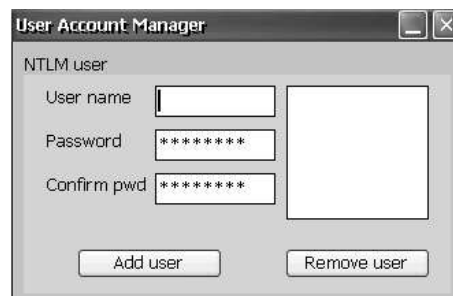 User Account Manager
NTLM user
User name
Password ********
Confirm pwd ********
Add user Remove user